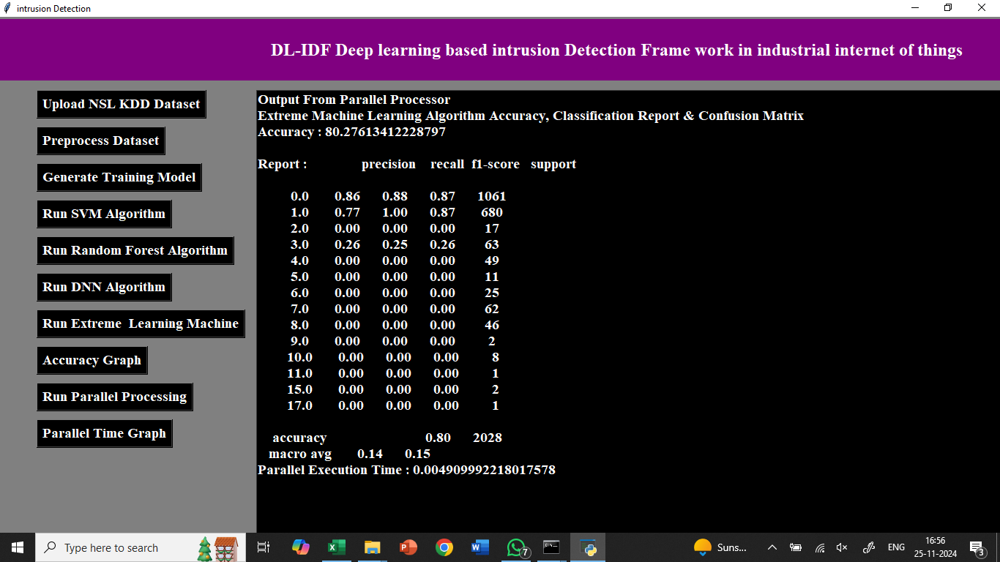 intrusion Detection
DL-IDF Deep learning based intrusion Detection Frame work in industrial internet of things
Upload NSL KDD Dataset
Preprocess Dataset
Generate Training Model
Run SVM Algorithm
Run Random Forest Algorithm
Run DNN Algorithm
Run Extreme  Learning Machine
Accuracy Graph
Run Parallel Processing
Parallel Time Graph
Output From Parallel Processor
Extreme Machine Learning Algorithm Accuracy, Classification Report & Confusion Matrix
Accuracy : 80.27613412228797
Report : precision recall f1-score support
0.0 0.86 0.88 0.87 1061
1.0 0.77 1.00 0.87 680
2.0 0.00 0.00 0.00 17
3.0 0.26 0.25 0.26 63
4.0 0.00 0.00 0.00 49
5.0 0.00 0.00 0.00 11
6.0 0.00 0.00 0.00 25
7.0 0.00 0.00 0.00 62
8.0 0.00 0.00 0.00 46
9.0 0.00 0.00 0.00 2
10.0 0.00 0.00 0.00 8
11.0 0.00 0.00 0.00 1
15.0 0.00 0.00 0.00 2
17.0 0.00 0.00 0.00 1
accuracy 0.80 2028
macro avg 0.14 0.15
Parallel Execution Time : 0.004909992218017578
Type here to search
7
Suns...
ENG
16:56
25-11-2024
3